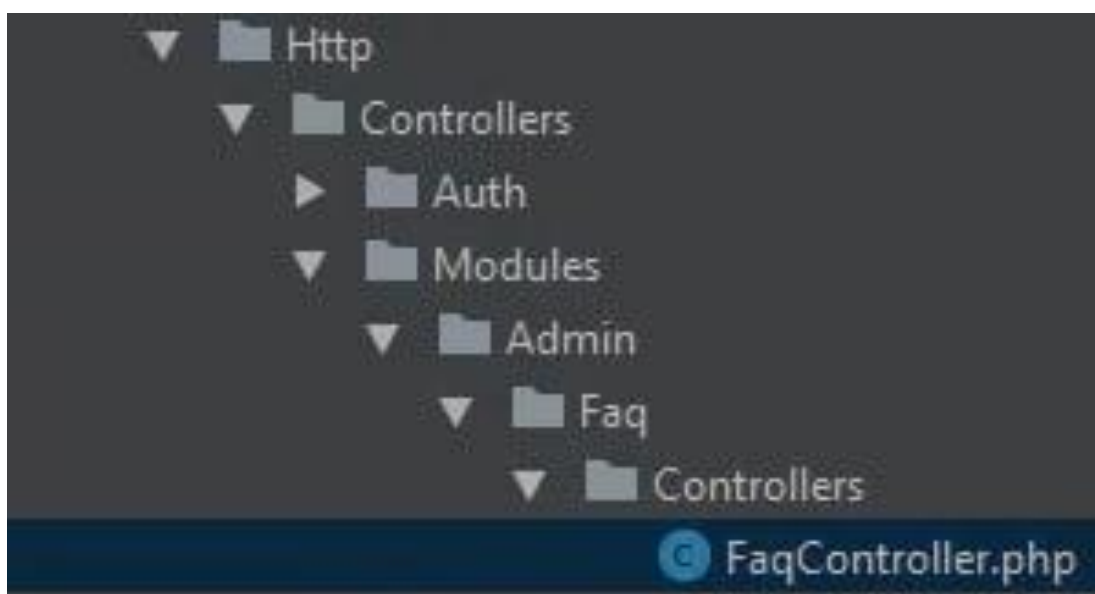 Http
Controllers
Auth
Modules
Admin
Faq
Controllers
C FaqController.php